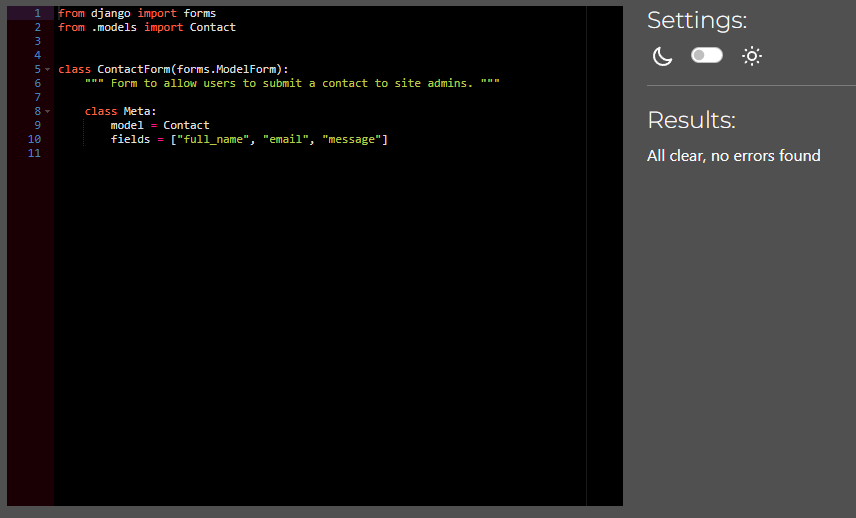 1 from django import forms
2 from .models import Contact
3
4
5 class ContactForm(forms.ModelForm):
6     """ Form to allow users to submit a contact to site admins. """
7
8     class Meta:
9         model = Contact
10         fields = ["full_name", "email", "message"]
11
Settings:
Results:
All clear, no errors found